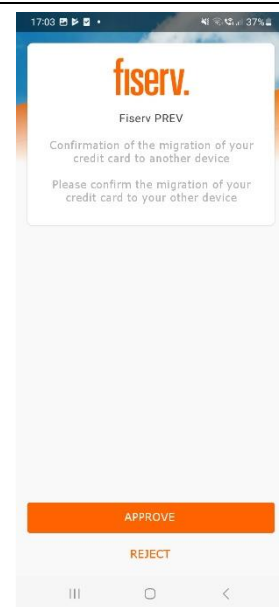 17:03
37%
fiserv.
Fiserv PREV
Confirmation of the migration of your
credit card to another device
Please confirm the migration of your
credit card to your other device
APPROVE
REJECT